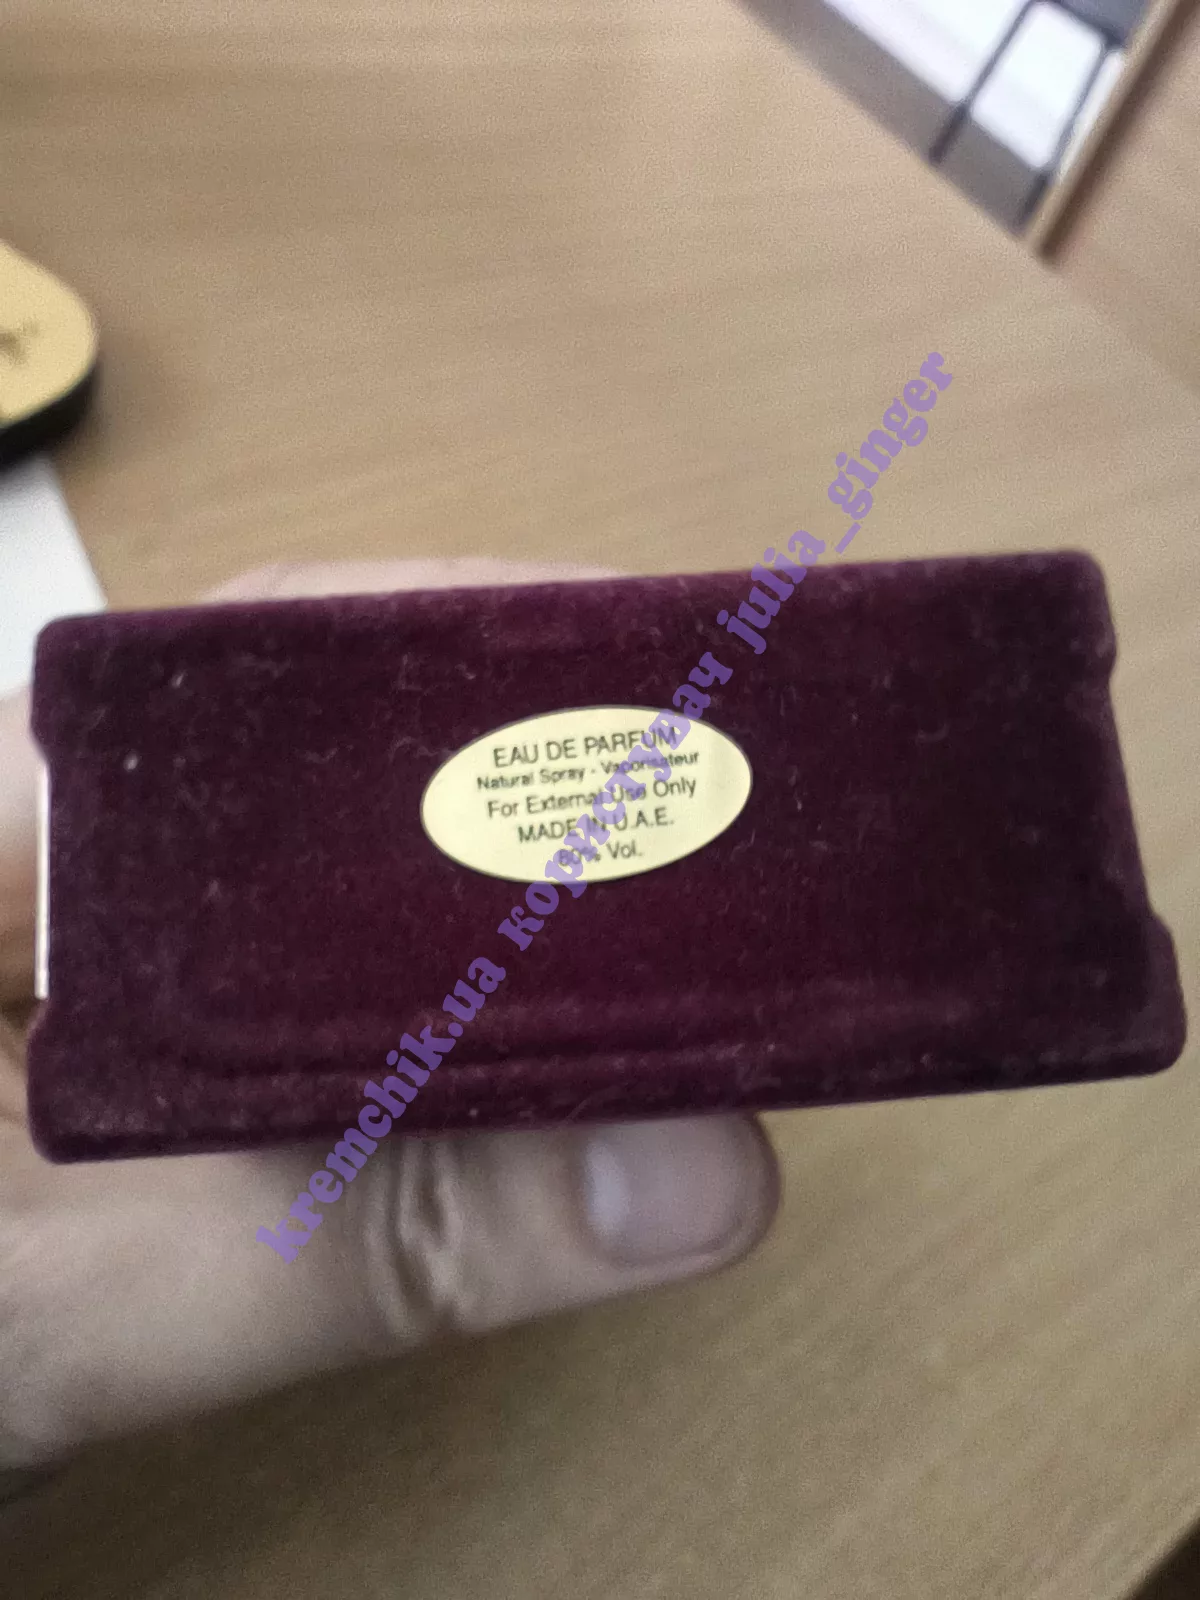 EAU DE PARFUM
Natural Spray - Vaporisateur
For External Use Only
MADE IN U.A.E.
80% Vol.
kremchik.ua користувач julia_ginger